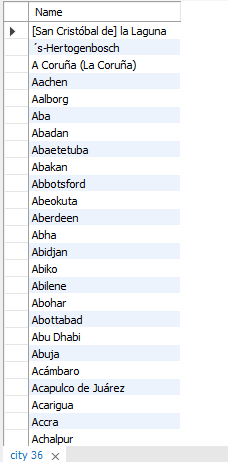 Name
[San Cristóbal de] la Laguna
´s-Hertogenbosch
A Coruña (La Coruña)
Aachen
Aalborg
Aba
Abadan
Abaetetuba
Abakan
Abbotsford
Abeokuta
Aberdeen
Abha
Abidjan
Abiko
Abilene
Abohar
Abottabad
Abu Dhabi
Abuja
Acámbaro
Acapulco de Juárez
Acarigua
Accra
Achalpur
city 36 ×